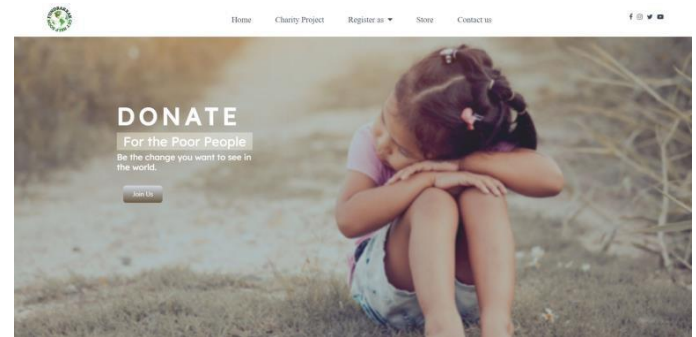 Home   Charity Project   Register as   Store   Contact us
DONATE
For the Poor People
Be the change you want to see in
the world.
Join Us